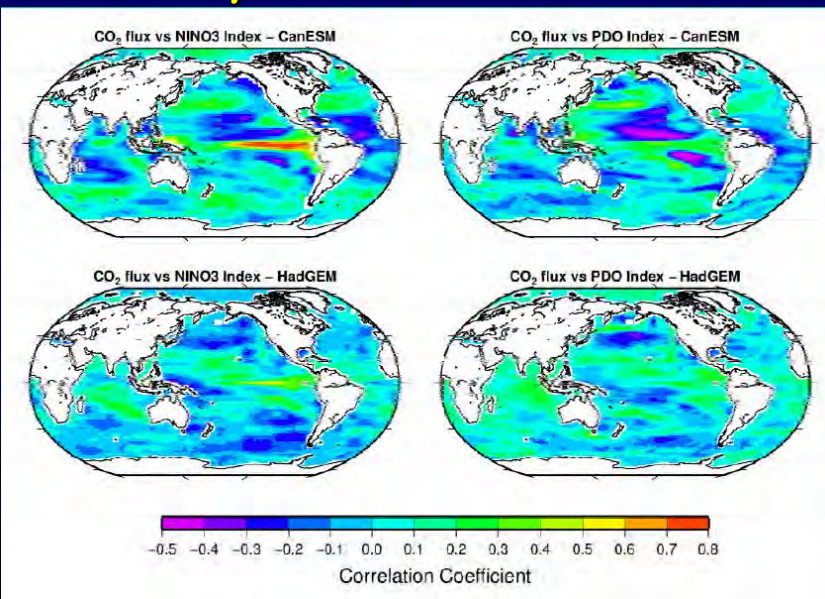 CO₂ flux vs NINO3 Index – CanESM
CO₂ flux vs PDO Index – CanESM
CO₂ flux vs NINO3 Index – HadGEM
CO₂ flux vs PDO Index – HadGEM
−0.5 −0.4 −0.3 −0.2 −0.1 0.0 0.1 0.2 0.3 0.4 0.5 0.6 0.7 0.8
Correlation Coefficient